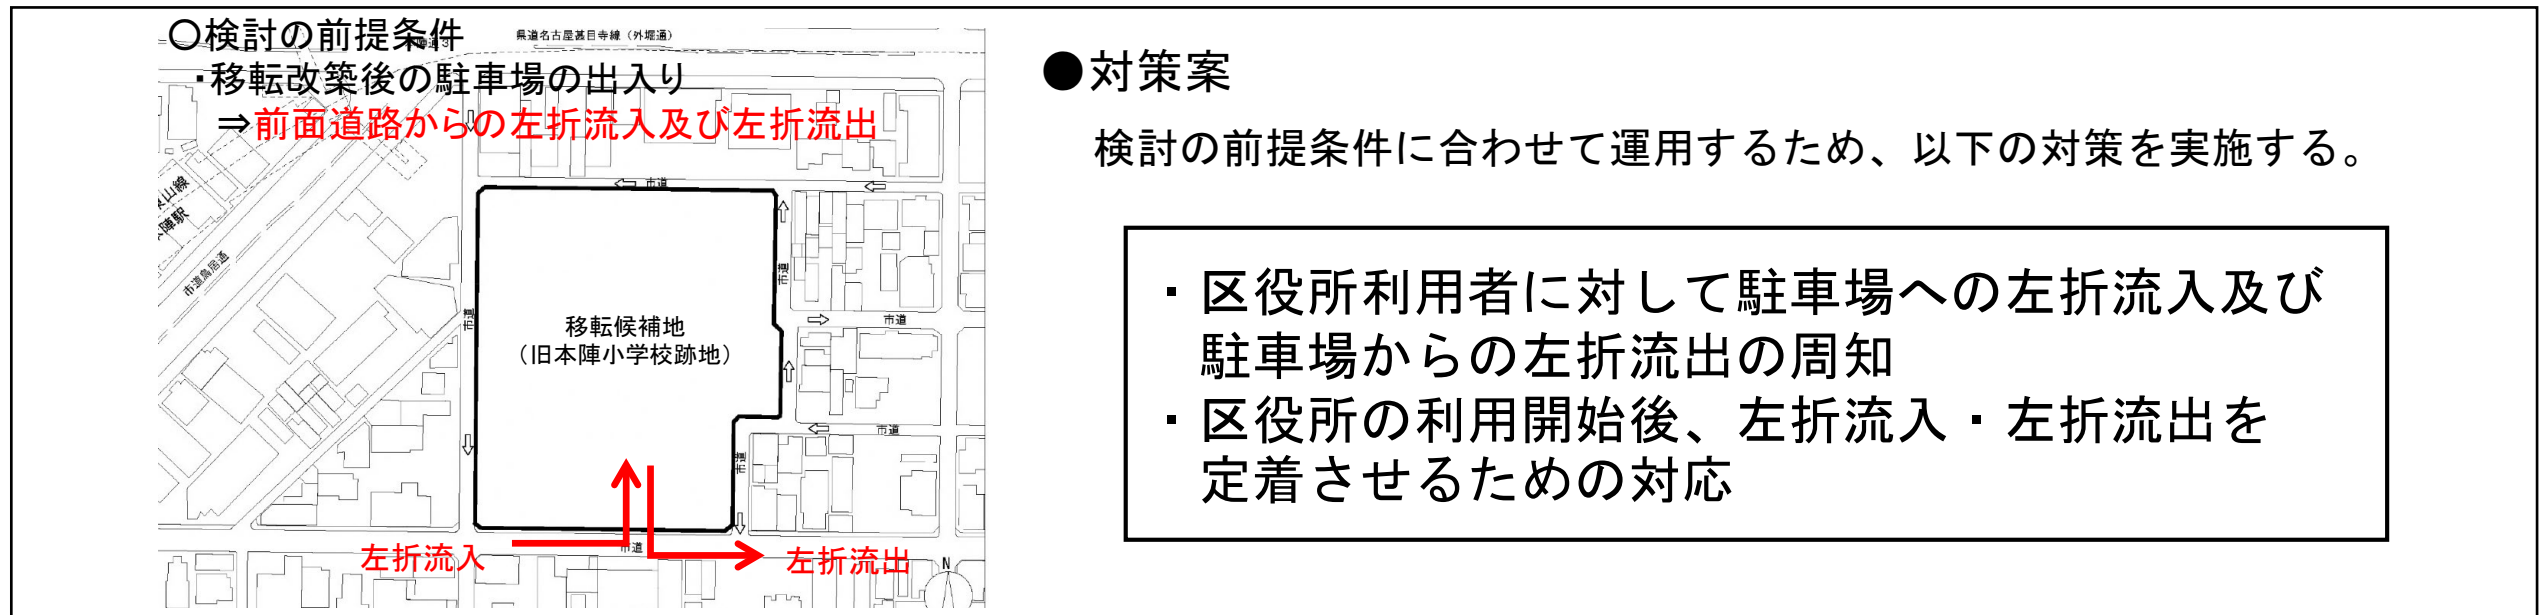 〇検討の前提条件
・移転改築後の駐車場の出入り
⇒前面道路からの左折流入及び左折流出
県道名古屋甚目寺線（外堀通）
市道
市道鳥居通
市道
市道
市道
移転候補地
（旧本陣小学校跡地）
市道
市道
左折流入
市道
左折流出
N
●対策案
検討の前提条件に合わせて運用するため、以下の対策を実施する。
・区役所利用者に対して駐車場への左折流入及び
駐車場からの左折流出の周知
・区役所の利用開始後、左折流入・左折流出を
定着させるための対応